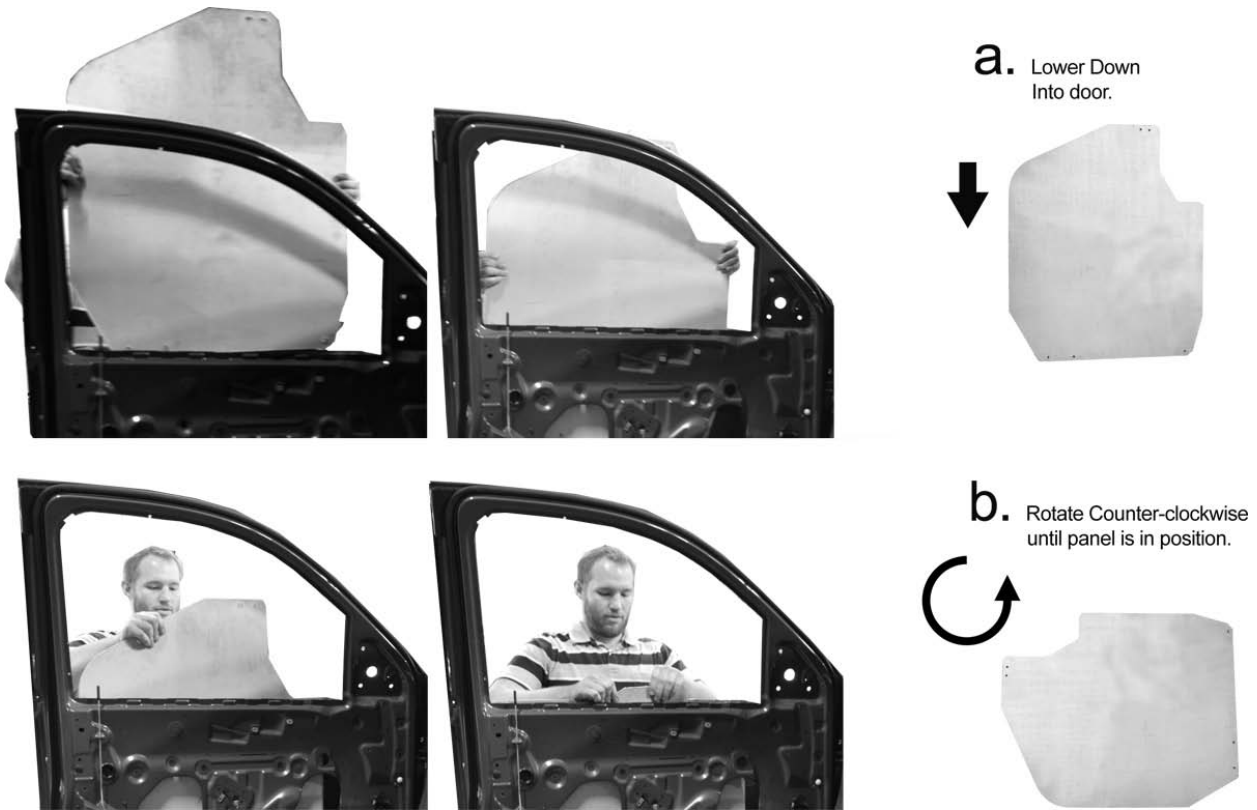 a. Lower Down
Into door.
b. Rotate Counter-clockwise
until panel is in position.